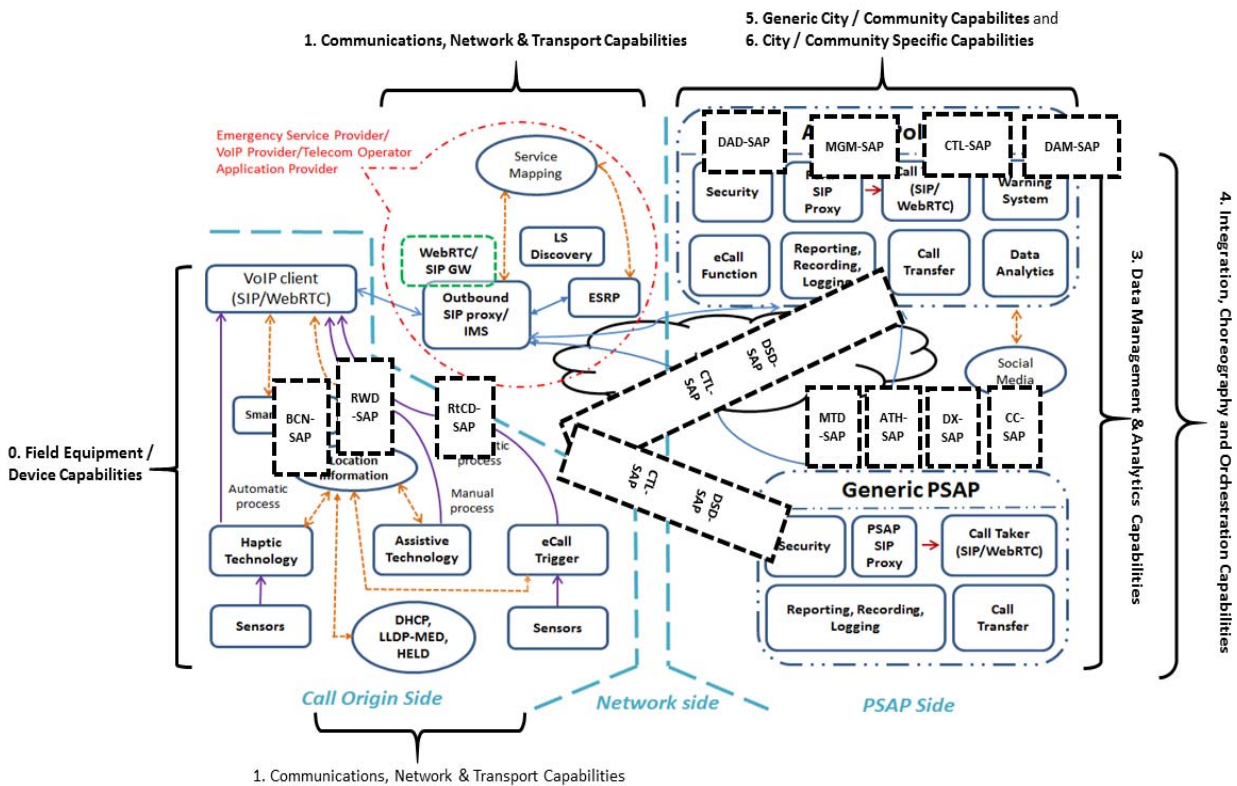 5. Generic City / Community Capabilites and
6. City / Community Specific Capabilities
1. Communications, Network & Transport Capabilities
Emergency Service Provider/
VoIP Provider/Telecom Operator
Application Provider
Service
Mapping
WebRTC/
SIP GW
LS
Discovery
Outbound
SIP proxy/
IMS
ESRP
DAD-SAP
MGM-SAP
CTL-SAP
DAM-SAP
Security
SIP
Proxy
(SIP/
WebRTC)
Warning
System
eCall
Function
Reporting,
Recording,
Logging
Call
Transfer
Data
Analytics
VoIP client
(SIP/WebRTC)
BCN-
SAP
RWD
-SAP
RtCD-
SAP
Location
Information
process
Automatic
process
Manual
process
Haptic
Technology
Assistive
Technology
eCall
Trigger
Sensors
DHCP,
LLDP-MED,
HELD
Sensors
0. Field Equipment /
Device Capabilities
DSD-
SAP
CTL-
SAP
CTL-
SAP
DSD-
SAP
Social
Media
MTD
-SAP
ATH-
SAP
DX-
SAP
CC-
SAP
Generic PSAP
Security
PSAP
SIP
Proxy
Call Taker
(SIP/WebRTC)
Reporting, Recording,
Logging
Call
Transfer
3. Data Management & Analytics Capabilities
4. Integration, Choreography and Orchestration Capabilities
Call Origin Side
Network side
PSAP Side
1. Communications, Network & Transport Capabilities